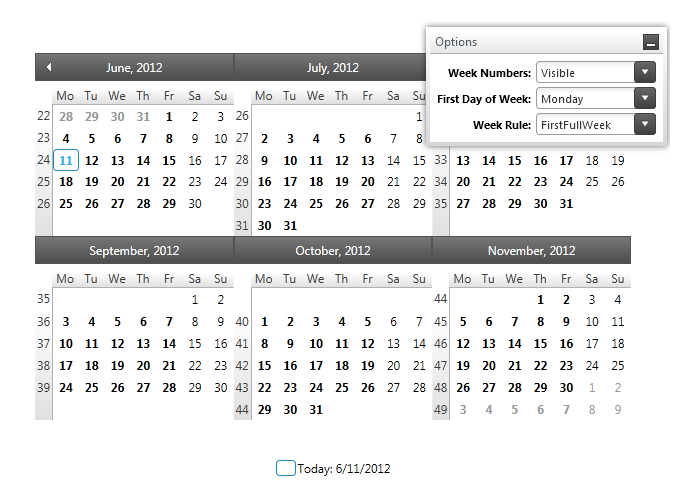 Options
Week Numbers: Visible
First Day of Week: Monday
Week Rule: FirstFullWeek
June, 2012
Mo Tu We Th Fr Sa Su
22 28 29 30 31 1 2 3
23 4 5 6 7 8 9 10
24 11 12 13 14 15 16 17
25 18 19 20 21 22 23 24
26 25 26 27 28 29 30
July, 2012
Mo Tu We Th Fr Sa Su
26 1
27 2 3 4 5 6 7 8
28 9 10 11 12 13 14 15
29 16 17 18 19 20 21 22
30 23 24 25 26 27 28 29
31 30 31
33 13 14 15 16 17 18 19
34 20 21 22 23 24 25 26
35 27 28 29 30 31
September, 2012
Mo Tu We Th Fr Sa Su
35 1 2
36 3 4 5 6 7 8 9
37 10 11 12 13 14 15 16
38 17 18 19 20 21 22 23
39 24 25 26 27 28 29 30
October, 2012
Mo Tu We Th Fr Sa Su
40 1 2 3 4 5 6 7
41 8 9 10 11 12 13 14
42 15 16 17 18 19 20 21
43 22 23 24 25 26 27 28
44 29 30 31
November, 2012
Mo Tu We Th Fr Sa Su
44 1 2 3 4
45 5 6 7 8 9 10 11
46 12 13 14 15 16 17 18
47 19 20 21 22 23 24 25
48 26 27 28 29 30 1 2
49 3 4 5 6 7 8 9
Today: 6/11/2012